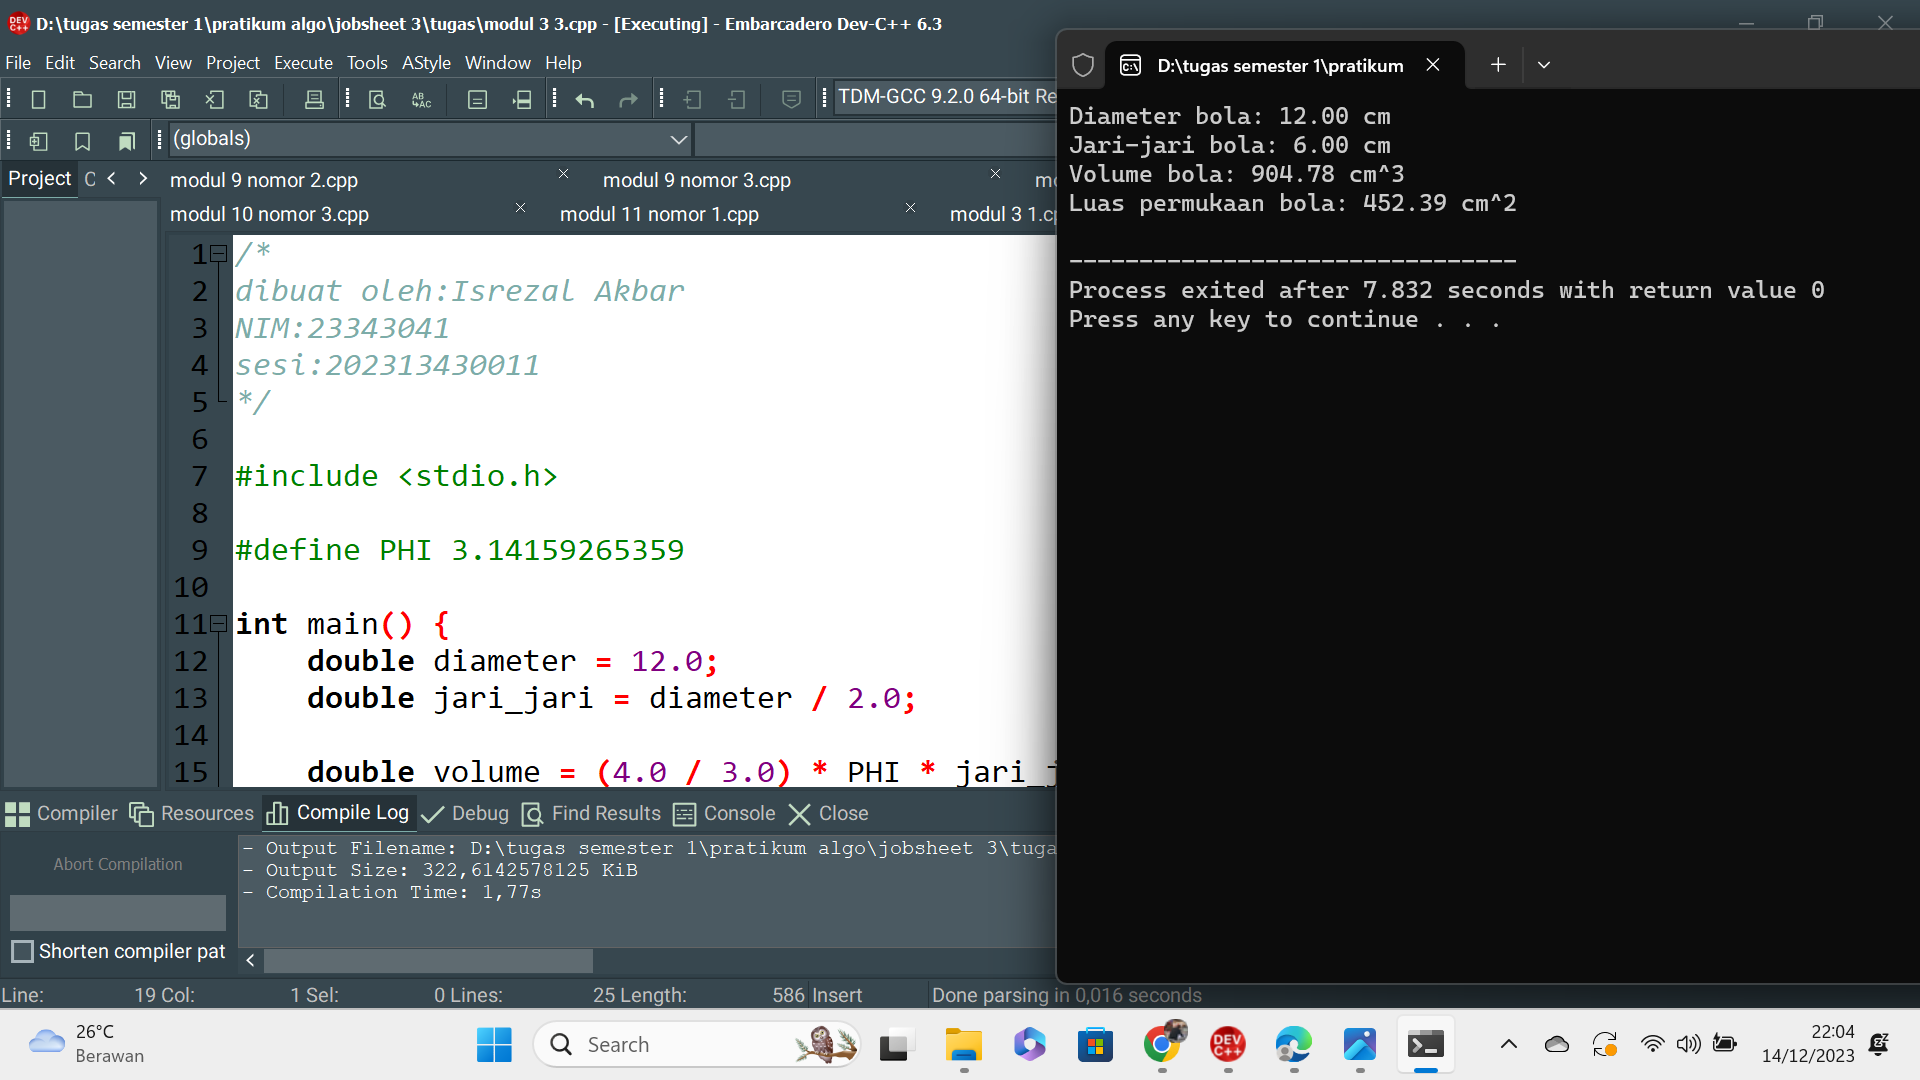 D:\tugas semester 1\pratikum algo\jobsheet 3\tugas\modul 3 3.cpp - [Executing] - Embarcadero Dev-C++ 6.3
File Edit Search View Project Execute Tools AStyle Window Help
TDM-GCC 9.2.0 64-bit Re
(globals)
Project
modul 9 nomor 2.cpp
modul 9 nomor 3.cpp
modul 10 nomor 3.cpp
modul 11 nomor 1.cpp
modul 3 1.c
1 /*
2 dibuat oleh:Isrezal Akbar
3 NIM:23343041
4 sesi:202313430011
5 */
6
7 #include <stdio.h>
8
9 #define PHI 3.14159265359
10
11 int main() {
12 double diameter = 12.0;
13 double jari_jari = diameter / 2.0;
14
15 double volume = (4.0 / 3.0) * PHI * jari_j
Compiler Resources Compile Log Debug Find Results Console Close
Abort Compilation
Shorten compiler pat
- Output Filename: D:\tugas semester 1\pratikum algo\jobsheet 3\tuga
- Output Size: 322,6142578125 KiB
- Compilation Time: 1,77s
Line: 19 Col: 1 Sel: 0 Lines: 25 Length: 586 Insert Done parsing in 0,016 seconds
D:\tugas semester 1\pratikum
Diameter bola: 12.00 cm
Jari-jari bola: 6.00 cm
Volume bola: 904.78 cm^3
Luas permukaan bola: 452.39 cm^2
--------------------------------
Process exited after 7.832 seconds with return value 0
Press any key to continue . . .
26°C
Berawan
Search
DEV C++
22:04
14/12/2023